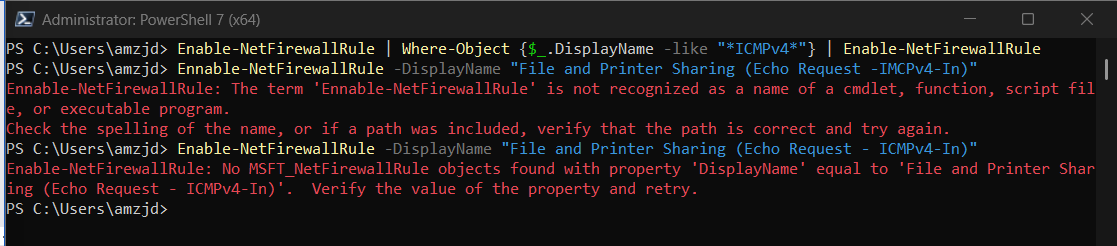 Administrator: PowerShell 7 (x64)
PS C:\Users\amzjd> Enable-NetFirewallRule | Where-Object {$_.DisplayName -like "*ICMPv4*"} | Enable-NetFirewallRule
PS C:\Users\amzjd> Ennable-NetFirewallRule -DisplayName "File and Printer Sharing (Echo Request -IMCPv4-In)"
Ennable-NetFirewallRule: The term 'Ennable-NetFirewallRule' is not recognized as a name of a cmdlet, function, script fil
e, or executable program.
Check the spelling of the name, or if a path was included, verify that the path is correct and try again.
PS C:\Users\amzjd> Enable-NetFirewallRule -DisplayName "File and Printer Sharing (Echo Request - ICMPv4-In)"
Enable-NetFirewallRule: No MSFT_NetFirewallRule objects found with property 'DisplayName' equal to 'File and Printer Shar
ing (Echo Request - ICMPv4-In)'.  Verify the value of the property and retry.
PS C:\Users\amzjd>